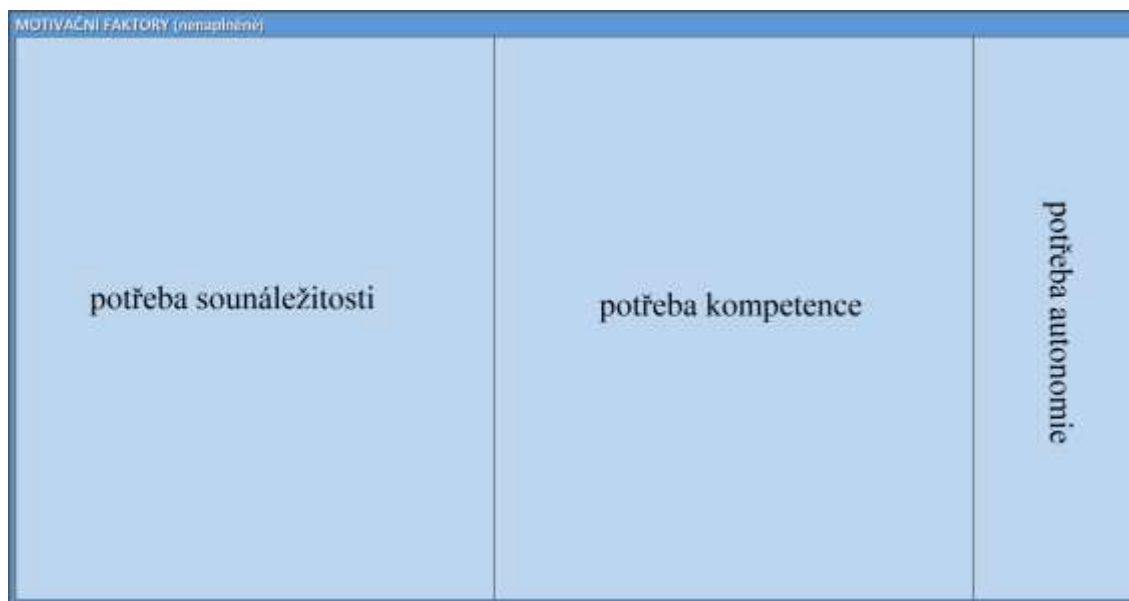 MOTIVAČNÍ FAKTORY (nenaplněné)
potřeba sounáležitosti
potřeba kompetence
potřeba autonomie